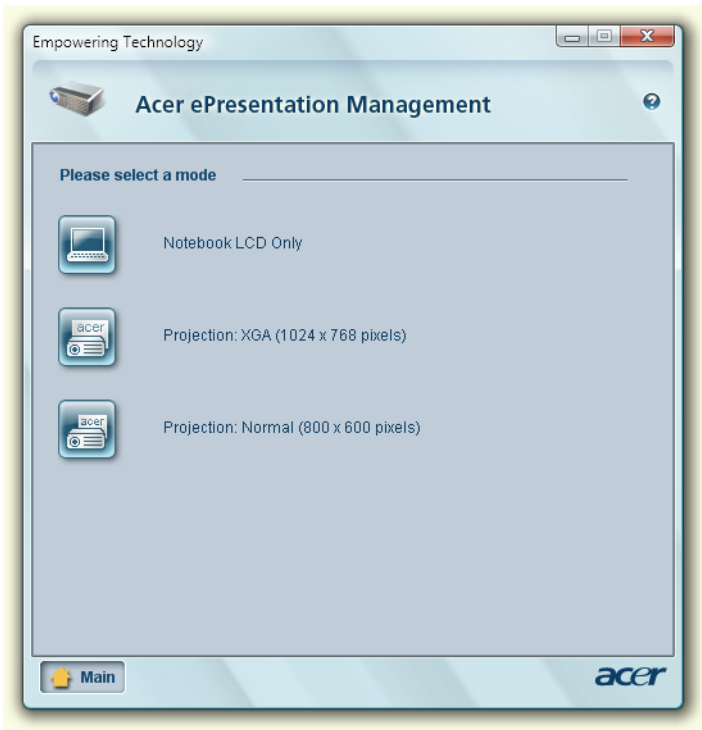 Empowering Technology
Acer ePresentation Management
?
Please select a mode
Notebook LCD Only
acer
Projection: XGA (1024 x 768 pixels)
acer
Projection: Normal (800 x 600 pixels)
Main
acer